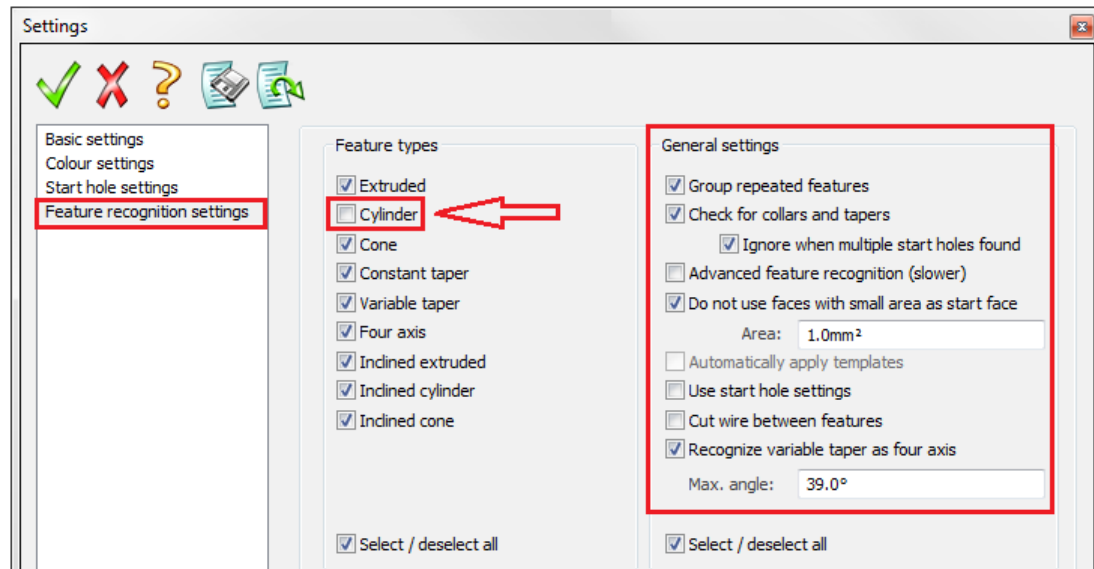 Settings
Basic settings
Colour settings
Start hole settings
Feature recognition settings
Feature types
Extruded
Cylinder
Cone
Constant taper
Variable taper
Four axis
Inclined extruded
Inclined cylinder
Inclined cone
Select / deselect all
General settings
Group repeated features
Check for collars and tapers
Ignore when multiple start holes found
Advanced feature recognition (slower)
Do not use faces with small area as start face
Area: 1.0mm²
Automatically apply templates
Use start hole settings
Cut wire between features
Recognize variable taper as four axis
Max. angle: 39.0°
Select / deselect all